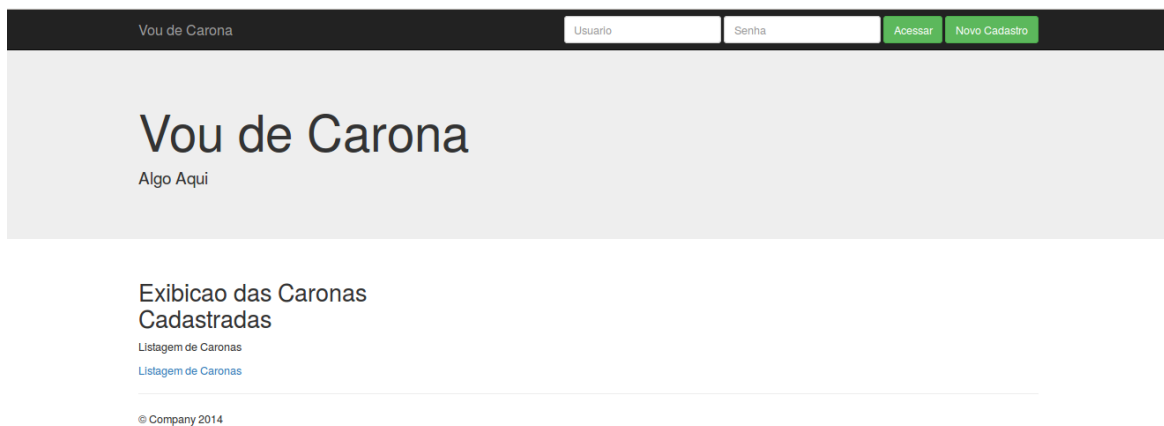 Vou de Carona Usuario Senha Acessar Novo Cadastro
Vou de Carona
Algo Aqui
Exibicao das Caronas
Cadastradas
Listagem de Caronas
Listagem de Caronas
© Company 2014